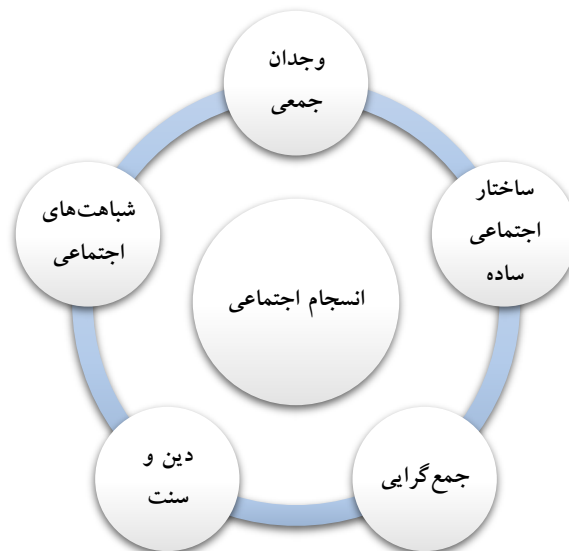 وجدان
جمعی
ساختار
اجتماعی
ساده
شباهت‌های
اجتماعی
انسجام اجتماعی
دین و
سنت
جمع‌گرایی